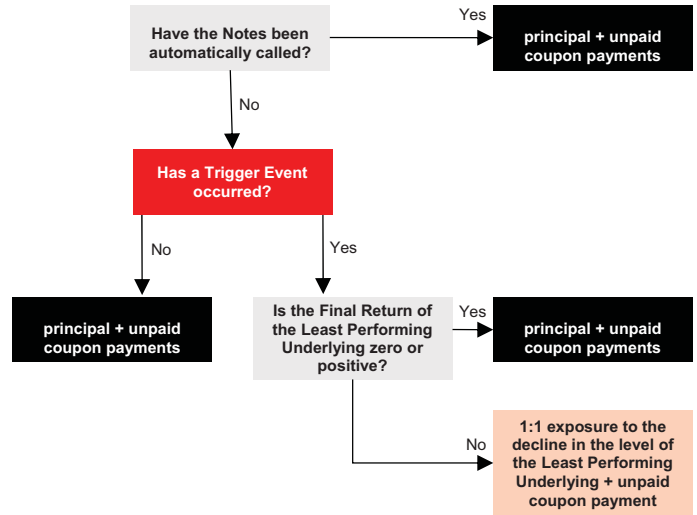 Have the Notes been
automatically called?
Yes
principal + unpaid
coupon payments
No
Has a Trigger Event
occurred?
No
Yes
principal + unpaid
coupon payments
Is the Final Return of
the Least Performing
Underlying zero or
positive?
Yes
principal + unpaid
coupon payments
No
1:1 exposure to the
decline in the level of
the Least Performing
Underlying + unpaid
coupon payment